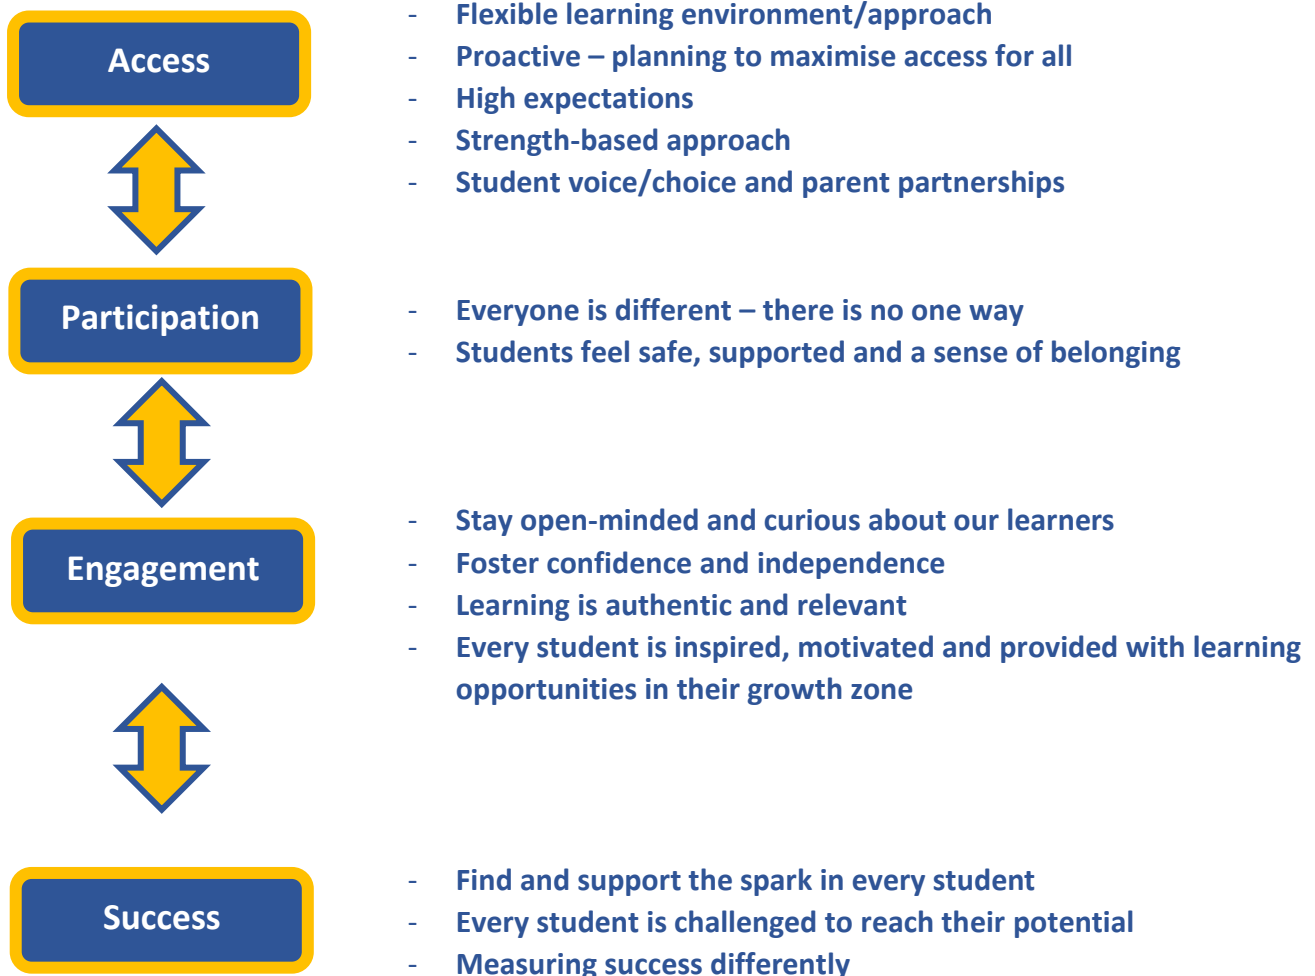 Access
- Flexible learning environment/approach
- Proactive – planning to maximise access for all
- High expectations
- Strength-based approach
- Student voice/choice and parent partnerships
Participation
- Everyone is different – there is no one way
- Students feel safe, supported and a sense of belonging
Engagement
- Stay open-minded and curious about our learners
- Foster confidence and independence
- Learning is authentic and relevant
- Every student is inspired, motivated and provided with learning
opportunities in their growth zone
Success
- Find and support the spark in every student
- Every student is challenged to reach their potential
- Measuring success differently